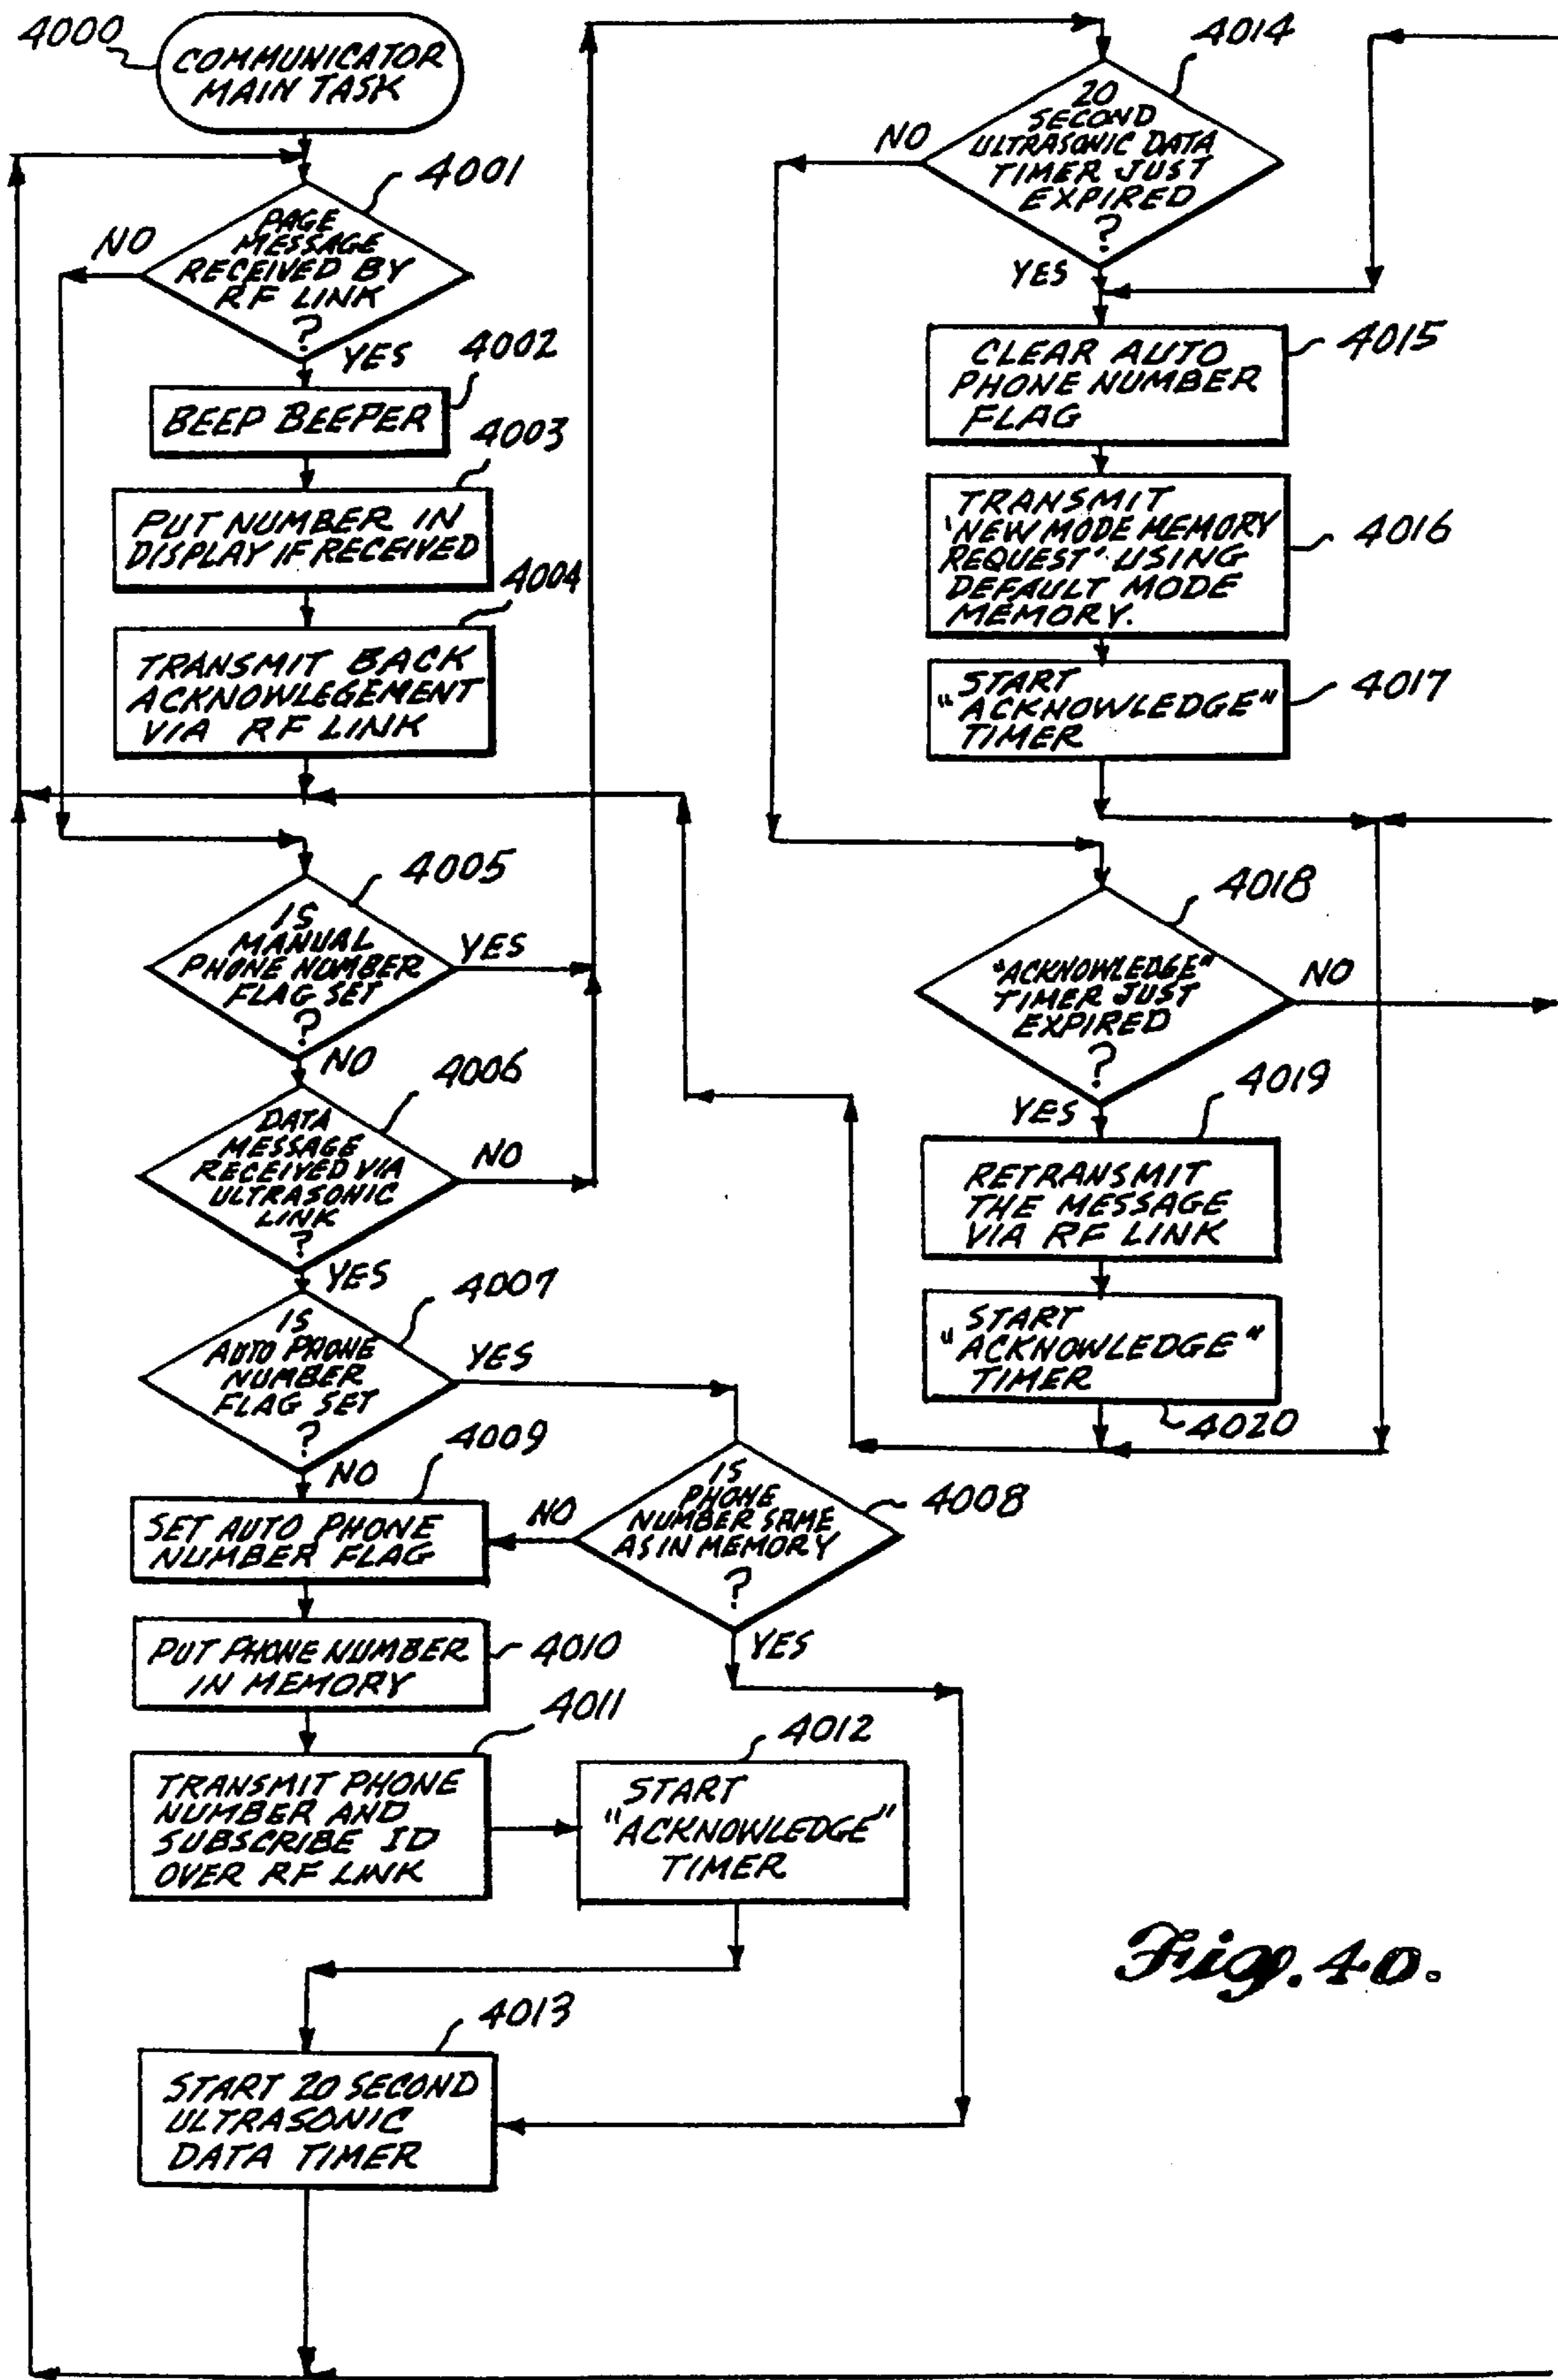 4000
COMMUNICATOR
MAIN TASK
4001
PAGE
MESSAGE
RECEIVED BY
RF LINK
?
NO
YES
4002
BEEP BEEPER
4003
PUT NUMBER IN
DISPLAY IF RECEIVED
4004
TRANSMIT BACK
ACKNOWLEGEMENT
VIA RF LINK
4005
IS
MANUAL
PHONE NUMBER
FLAG SET
?
YES
NO
4006
DATA
MESSAGE
RECEIVED VIA
ULTRASONIC
LINK
?
NO
YES
4007
IS
AUTO PHONE
NUMBER
FLAG SET
?
YES
NO
4008
IS
PHONE
NUMBER SAME
AS IN MEMORY
?
NO
YES
4009
SET AUTO PHONE
NUMBER FLAG
4010
PUT PHONE NUMBER
IN MEMORY
4011
TRANSMIT PHONE
NUMBER AND
SUBSCRIBE ID
OVER RF LINK
4012
START
"ACKNOWLEDGE"
TIMER
4013
START 20 SECOND
ULTRASONIC
DATA TIMER
4014
20
SECOND
ULTRASONIC DATA
TIMER JUST
EXPIRED
?
NO
YES
4015
CLEAR AUTO
PHONE NUMBER
FLAG
4016
TRANSMIT
'NEW MODE MEMORY
REQUEST' USING
DEFAULT MODE
MEMORY.
4017
START
"ACKNOWLEDGE"
TIMER
4018
"ACKNOWLEDGE"
TIMER JUST
EXPIRED
?
NO
YES
4019
RETRANSMIT
THE MESSAGE
VIA RF LINK
START
"ACKNOWLEDGE"
TIMER
4020
Fig. 40.